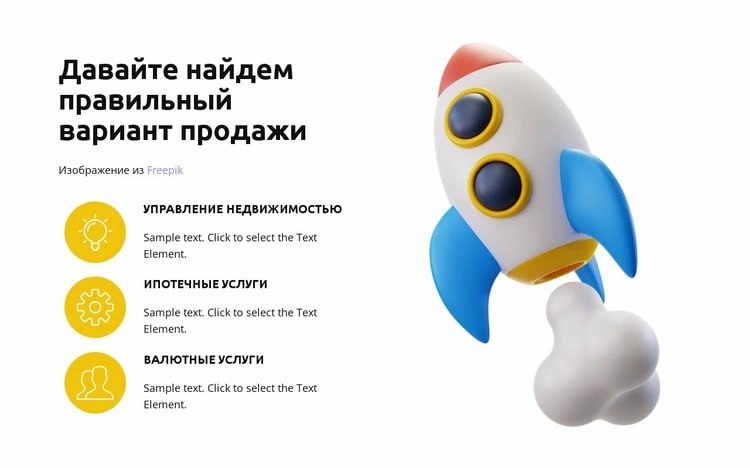 Давайте найдем
правильный
вариант продажи
Изображение из Freepik
УПРАВЛЕНИЕ НЕДВИЖИМОСТЬЮ
Sample text. Click to select the Text
Element.
ИПОТЕЧНЫЕ УСЛУГИ
Sample text. Click to select the Text
Element.
ВАЛЮТНЫЕ УСЛУГИ
Sample text. Click to select the Text
Element.